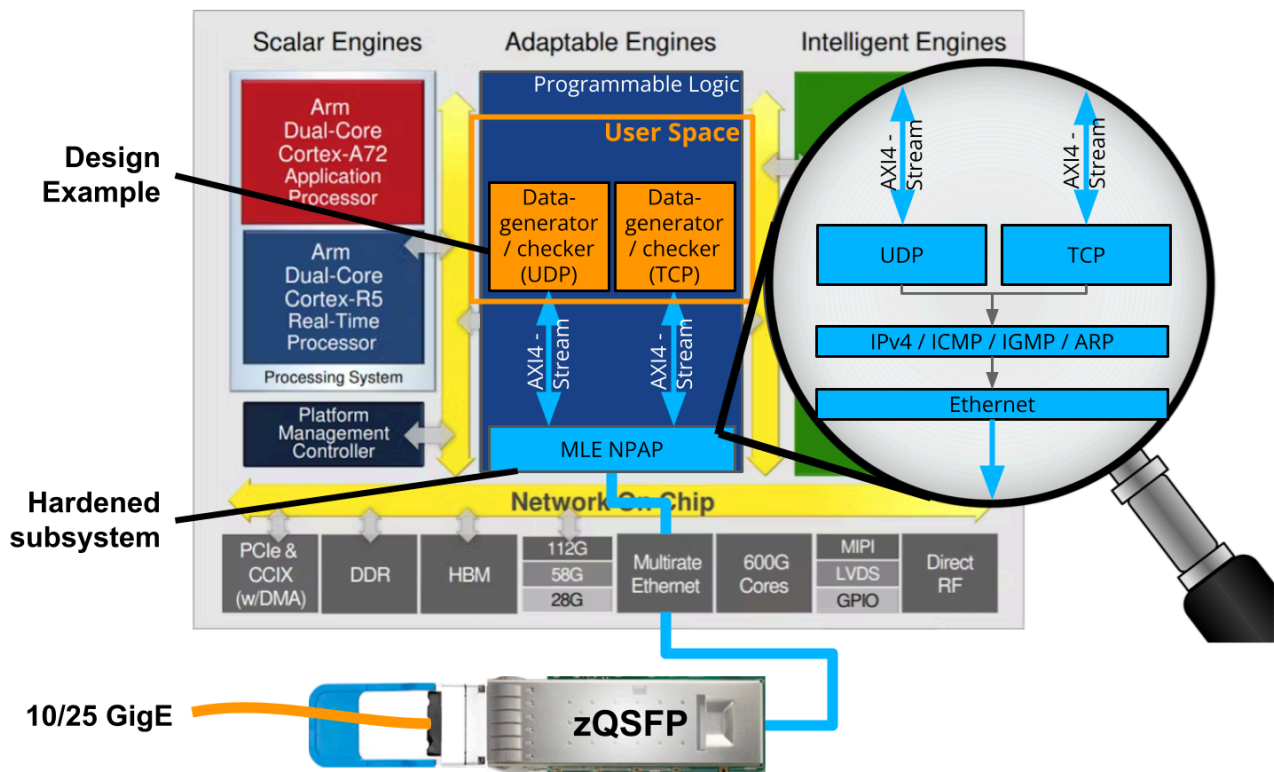 Scalar Engines
Adaptable Engines
Intelligent Engines
Programmable Logic
User Space
Arm
Dual-Core
Cortex-A72
Application
Processor
Arm
Dual-Core
Cortex-R5
Real-Time
Processor
Processing System
Platform
Management
Controller
Design
Example
Data-
generator
/ checker
(UDP)
Data-
generator
/ checker
(TCP)
AXI4 -
Stream
AXI4 -
Stream
MLE NPAP
AXI4 -
Stream
AXI4 -
Stream
UDP
TCP
IPv4 / ICMP / IGMP / ARP
Ethernet
Hardened
subsystem
Network On Chip
PCIe &
CCIX
(w/DMA)
DDR
HBM
112G
58G
28G
Multirate
Ethernet
600G
Cores
MIPI
LVDS
GPIO
Direct
RF
10/25 GigE
zQSFP